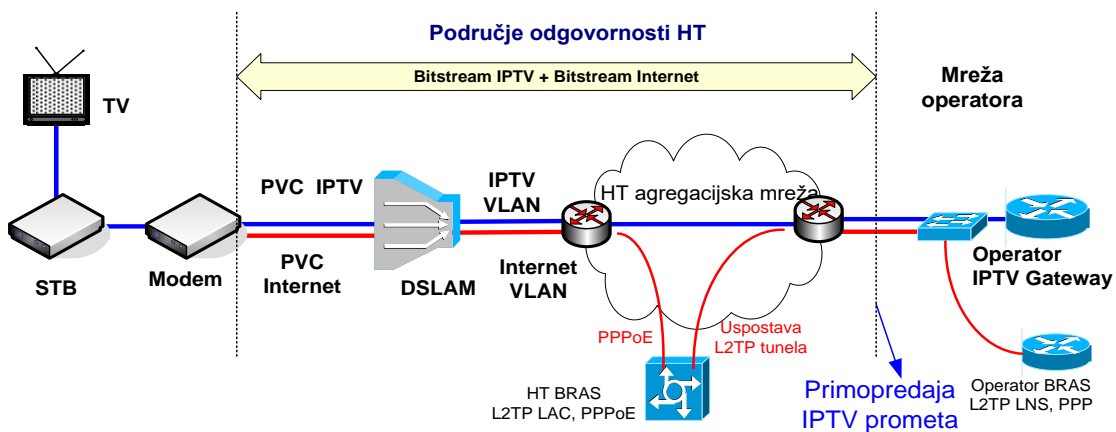 Područje odgovornosti HT
Bitstream IPTV + Bitstream Internet
Mreža
operatora
TV
PVC IPTV
IPTV
VLAN
HT agregacijska mreža
STB
Modem
PVC
Internet
DSLAM
Internet
VLAN
Operator
IPTV Gateway
PPPoE
Uspostava
L2TP tunela
HT BRAS
L2TP LAC, PPPoE
Primopredaja
IPTV prometa
Operator BRAS
L2TP LNS, PPP